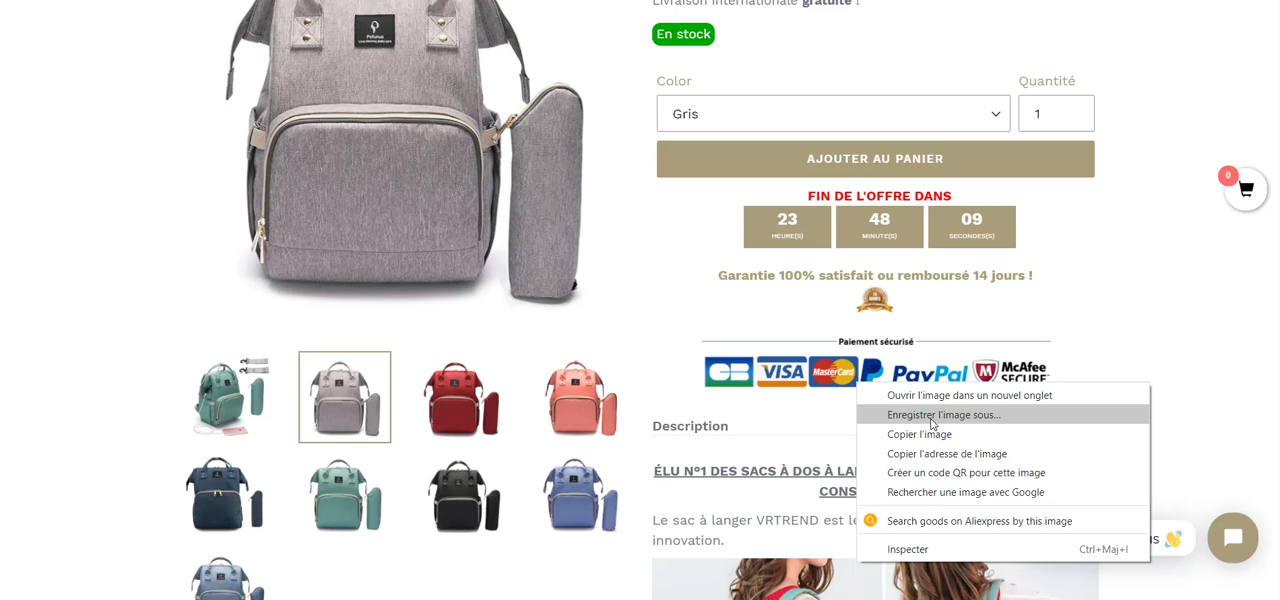 Livraison internationale gratuite !
En stock
Color
Quantité
Gris
1
AJOUTER AU PANIER
FIN DE L'OFFRE DANS
23
48
09
HEURE(S)
MINUTE(S)
SECONDES(S)
Garantie 100% satisfait ou remboursé 14 jours !
0
Paiement sécurisé
CB VISA MasterCard PayPal McAfee SECURE
Ouvrir l'image dans un nouvel onglet
Enregistrer l'image sous...
Copier l'image
Copier l'adresse de l'image
Créer un code QR pour cette image
Rechercher une image avec Google
Search goods on Aliexpress by this image
Inspecter Ctrl+Maj+I
Description
ÉLU N°1 DES SACS À DOS À
CONS
Le sac à langer VRTREND est
innovation.